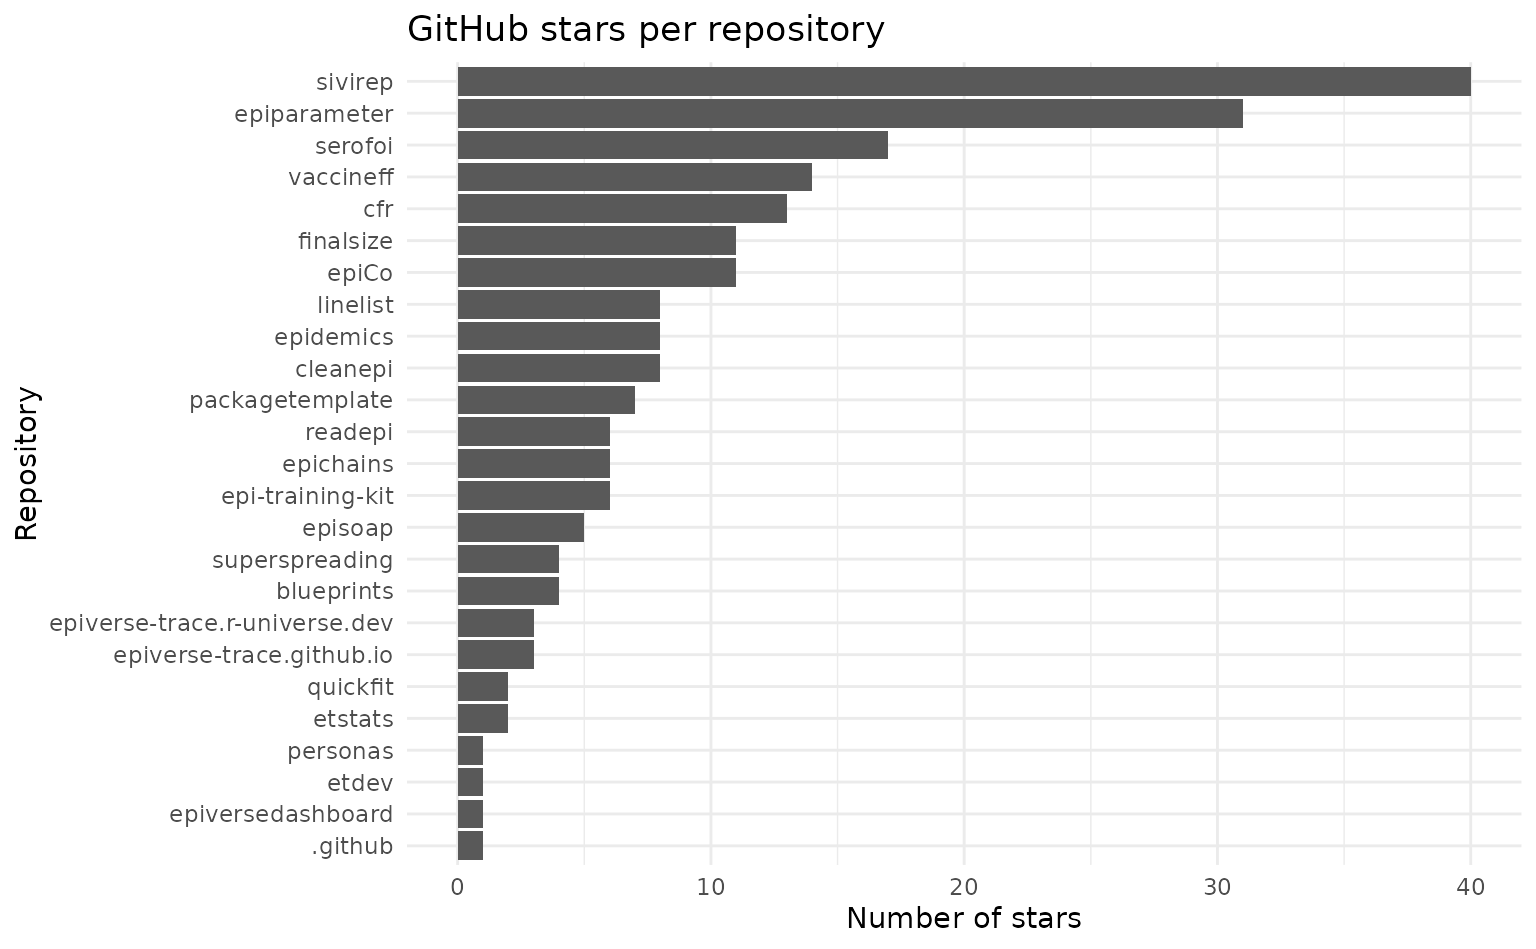 GitHub stars per repository
sivirep
epiparameter
serofoi
vaccineff
cfr
finalsize
epiCo
linelist
epidemics
cleanepi
packagetemplate
readepi
epichains
epi-training-kit
episoap
superspreading
blueprints
epiverse-trace.r-universe.dev
epiverse-trace.github.io
quickfit
etstats
personas
etdev
epiversedashboard
.github
Repository
0 10 20 30 40
Number of stars